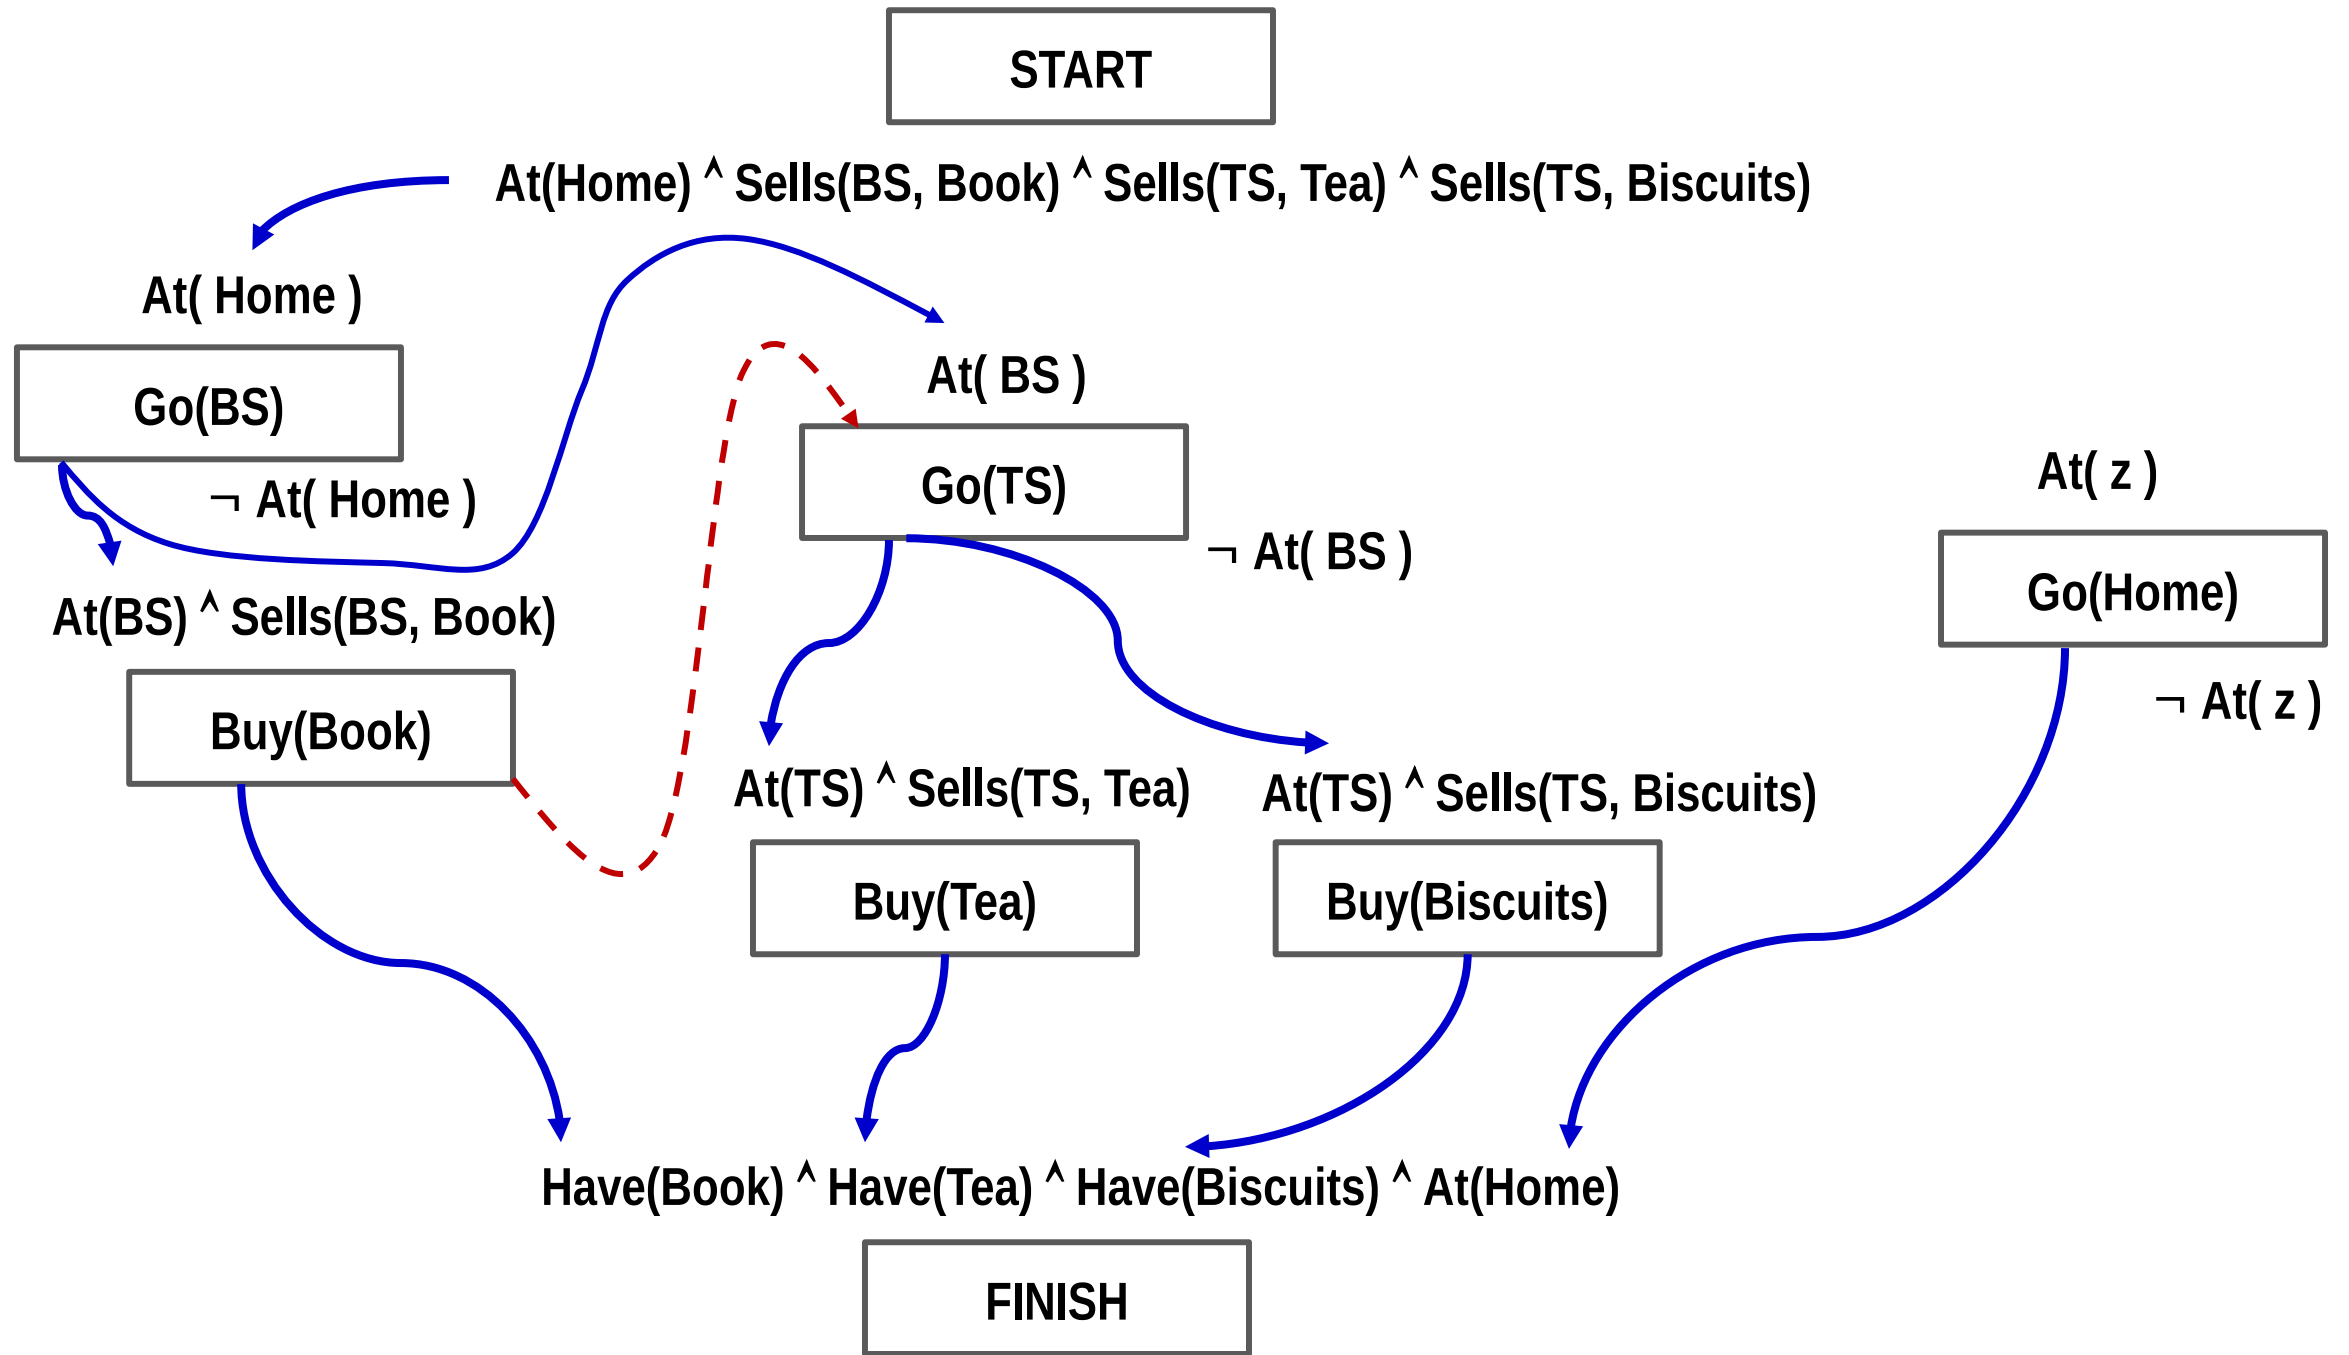 START
At(Home) ^ Sells(BS, Book) ^ Sells(TS, Tea) ^ Sells(TS, Biscuits)
At( Home )
Go(BS)
¬ At( Home )
At( BS )
Go(TS)
¬ At( BS )
At( z )
Go(Home)
¬ At( z )
At(BS) ^ Sells(BS, Book)
Buy(Book)
At(TS) ^ Sells(TS, Tea)
Buy(Tea)
At(TS) ^ Sells(TS, Biscuits)
Buy(Biscuits)
Have(Book) ^ Have(Tea) ^ Have(Biscuits) ^ At(Home)
FINISH